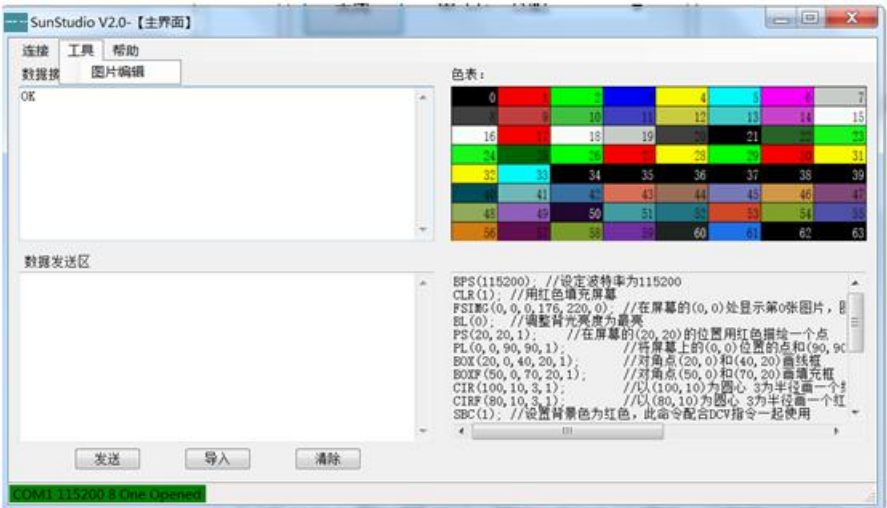 SunStudio V2.0-【主界面】
连接 工具 帮助
图片编辑
数据接
色表:
OK
0 1 2 4 5 6 7
8 9 10 11 12 13 14 15
16 17 18 19 20 21 22 23
24 25 26 28 29 30 31
32 33 34 35 36 37 38 39
40 41 42 43 44 45 46 47
48 49 50 51 52 53 54 55
56 57 58 59 60 61 62 63
数据发送区
BPS(115200); //设定波特率为115200
CLR(1); //用红色填充屏幕
FSIMG(0,0,0,176,220,0); //在屏幕的(0,0)处显示第0张图片,
BL(0); //调整背光亮度为最亮
PS(20,20,1); //在屏幕的(20,20)的位置用红色描绘一个点
PL(0,0,90,90,1); //将屏幕上的(0,0)位置的点和(90,90
BOX(20,0,40,20,1); //对角点(20,0)和(40,20)画线框
BOXF(50,0,70,20,1); //对角点(50,0)和(70,20)画填充框
CIR(100,10,3,1); //以(100,10)为圆心 3为半径画一个
CIRF(80,10,3,1); //以(80,10)为圆心 3为半径画一个红
SBC(1); //设置背景色为红色,此命令配合DCV指令一起使用
发送 导入 清除
COM1 115200 8 One Opened